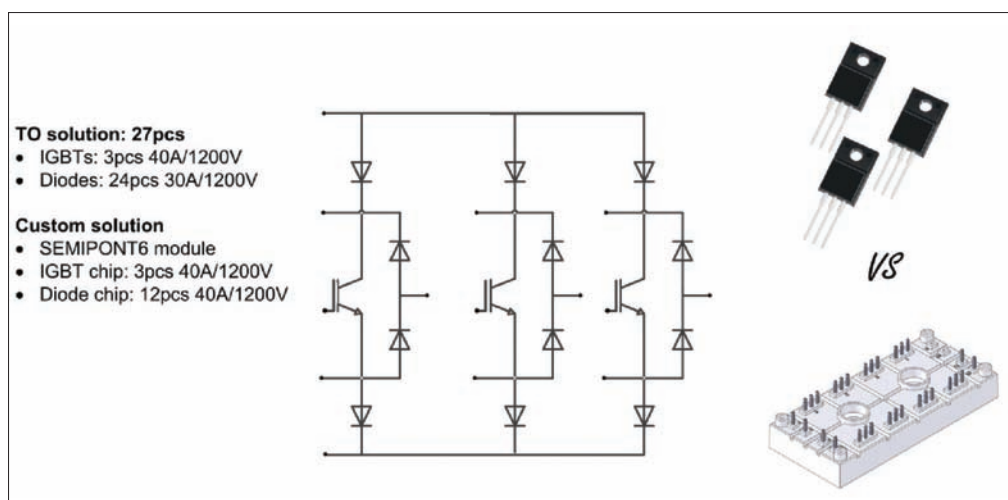 TO solution: 27pcs
• IGBTs: 3pcs 40A/1200V
• Diodes: 24pcs 30A/1200V
Custom solution
• SEMIPONT6 module
• IGBT chip: 3pcs 40A/1200V
• Diode chip: 12pcs 40A/1200V
VS